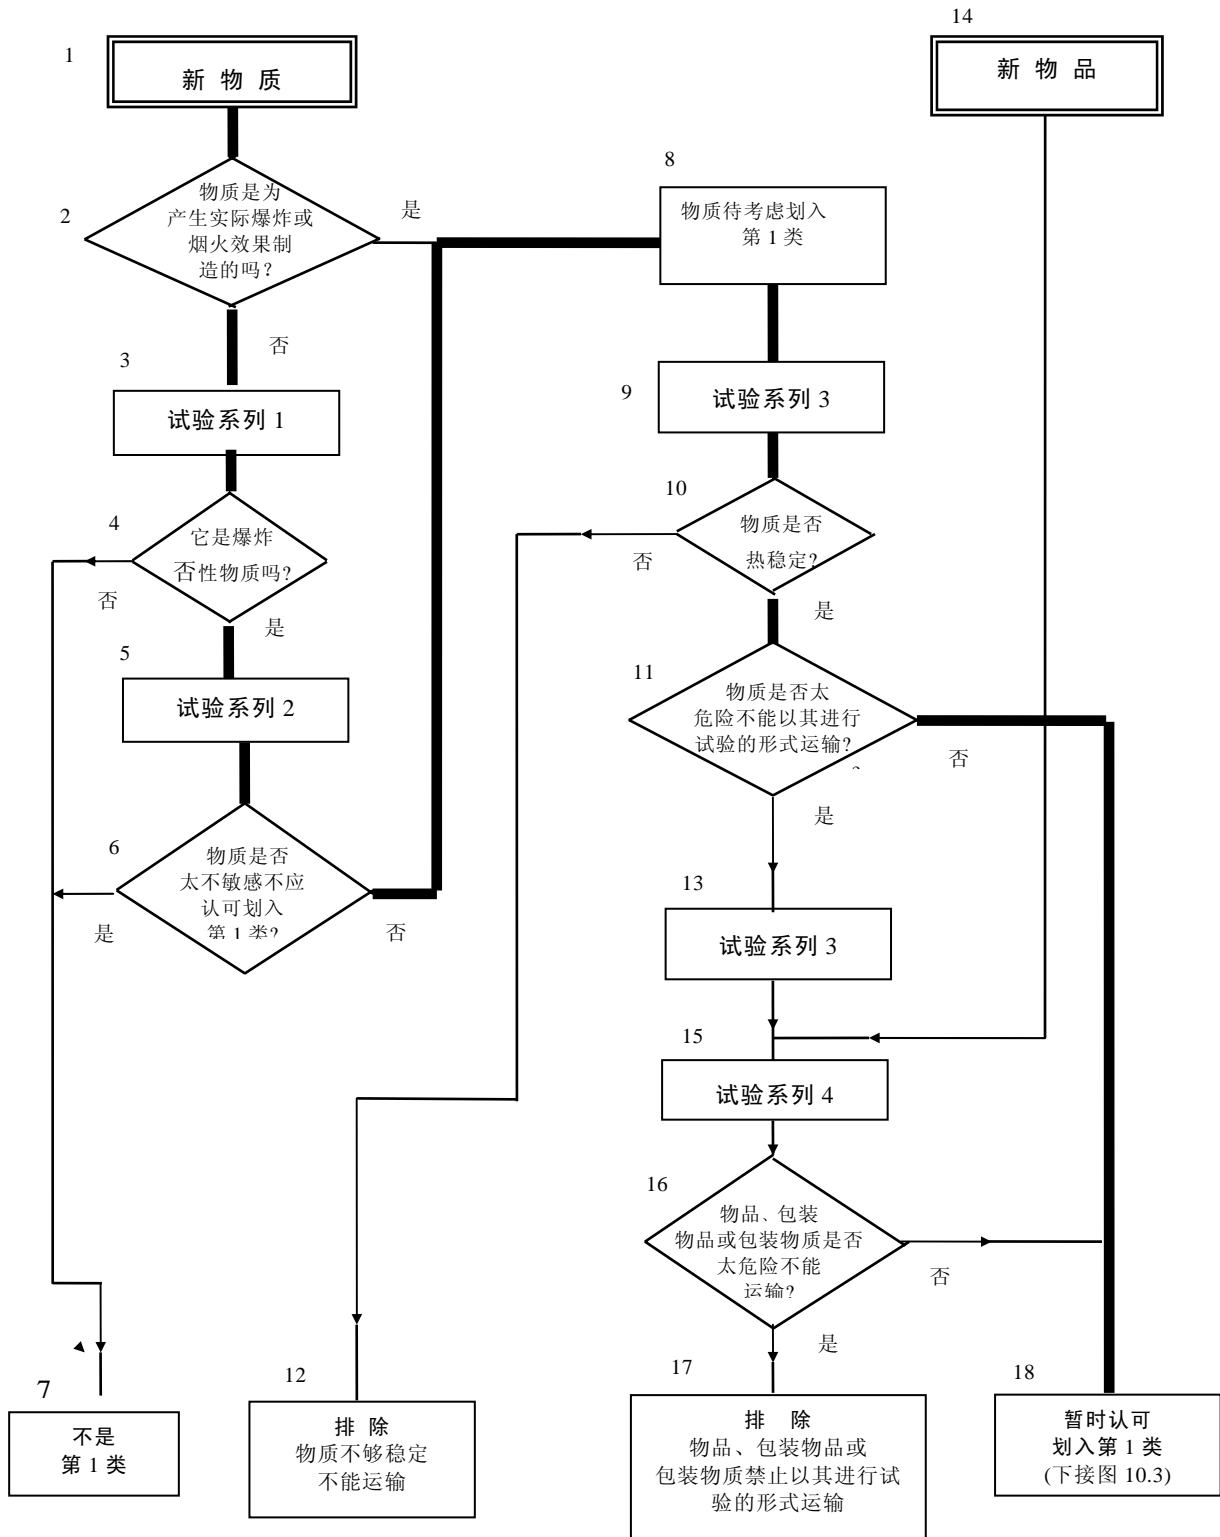 1
新 物 质
2
物质是为
产生实际爆炸或
烟火效果制
造的吗?
是
否
3
试验系列 1
4
它是爆炸
否性物质吗?
否
是
5
试验系列 2
6
物质是否
太不敏感不应
认可划入
第 1 类?
是
否
7
不是
第 1 类
8
物质待考虑划入
第 1 类
9
试验系列 3
10
物质是否
热稳定?
否
是
11
物质是否太
危险不能以其进行
试验的形式运输?
?
否
是
12
排 除
物质不够稳定
不能运输
13
试验系列 3
14
新 物 品
15
试验系列 4
16
物品、包装
物品或包装物质是否
太危险不能
运输?
否
是
17
排 除
物品、包装物品或
包装物质禁止以其进行试
验的形式运输
18
暂时认可
划入第 1 类
(下接图 10.3)